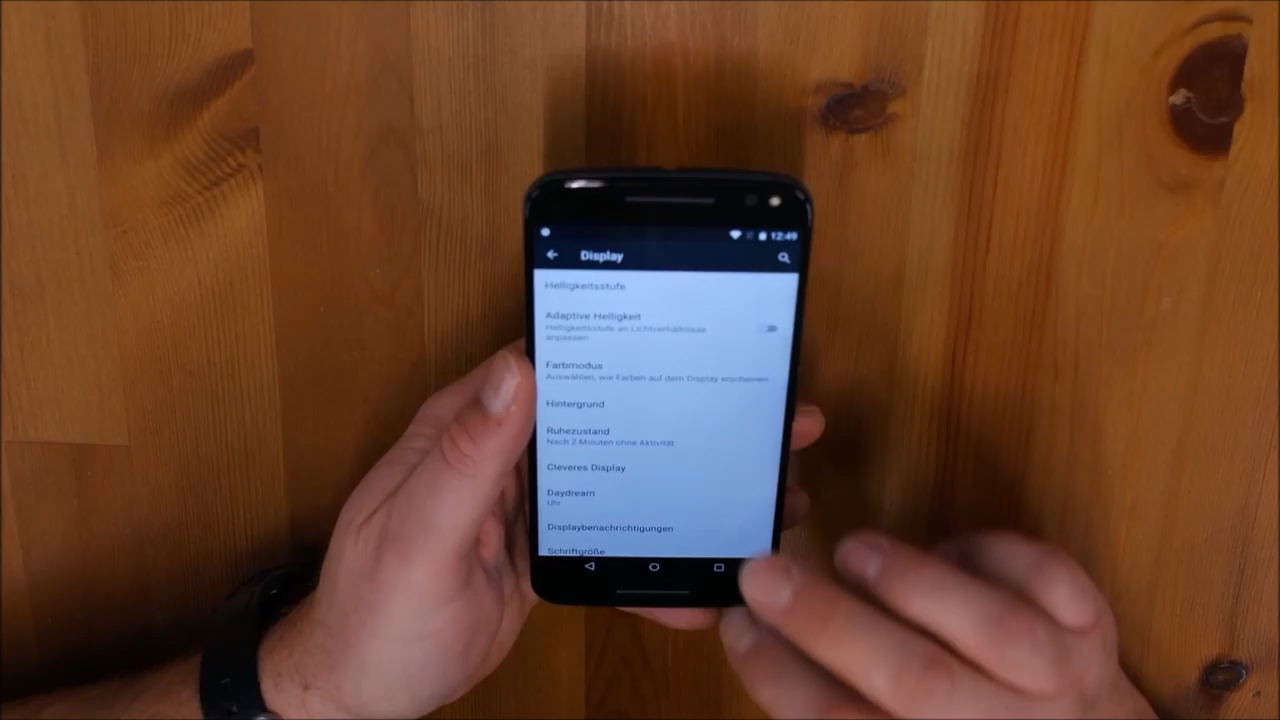 12:49
Display
Helligkeitsstufe
Adaptive Helligkeit
Helligkeitsstufe an Lichtverhältnisse
anpassen
Farbmodus
Auswählen, wie Farben auf dem Display erscheinen
Hintergrund
Ruhezustand
Nach 2 Minuten ohne Aktivität
Cleveres Display
Daydream
Uhr
Displaybenachrichtigungen
Schriftgröße